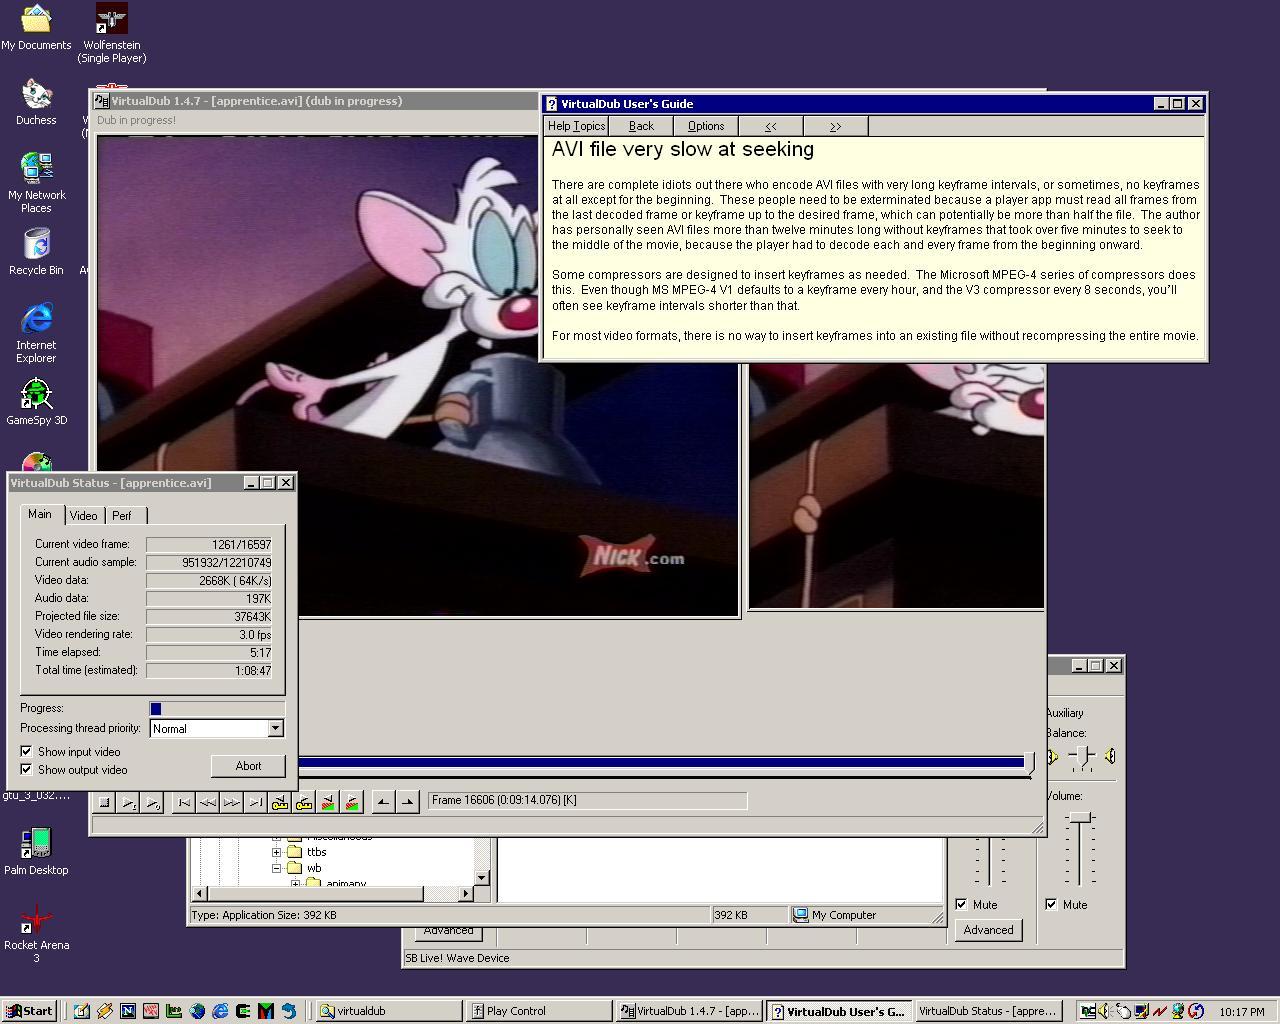 My Documents
Wolfenstein
(Single Player)
Duchess
My Network
Places
Recycle Bin
Internet
Explorer
GameSpy 3D
gtu_3_032....
Palm Desktop
Rocket Arena
3
VirtualDub 1.4.7 - [apprentice.avi] (dub in progress)
Dub in progress!
VirtualDub User's Guide
Help Topics Back Options << >>
AVI file very slow at seeking
There are complete idiots out there who encode AVI files with very long keyframe intervals, or sometimes, no keyframes
at all except for the beginning. These people need to be exterminated because a player app must read all frames from
the last decoded frame or keyframe up to the desired frame, which can potentially be more than half the file. The author
has personally seen AVI files more than twelve minutes long without keyframes that took over five minutes to seek to
the middle of the movie, because the player had to decode each and every frame from the beginning onward.
Some compressors are designed to insert keyframes as needed. The Microsoft MPEG-4 series of compressors does
this. Even though MS MPEG-4 V1 defaults to a keyframe every hour, and the V3 compressor every 8 seconds, you'll
often see keyframe intervals shorter than that.
For most video formats, there is no way to insert keyframes into an existing file without recompressing the entire movie.
NICK.com
VirtualDub Status - [apprentice.avi]
Main Video Perf
Current video frame: 1261/16597
Current audio sample: 951932/12210749
Video data: 2668K ( 64K/s)
Audio data: 197K
Projected file size: 37643K
Video rendering rate: 3.0 fps
Time elapsed: 5:17
Total time (estimated): 1:08:47
Progress:
Processing thread priority: Normal
Show input video
Show output video
Abort
Frame 16606 (0:09:14.076) [K]
Auxiliary
Balance:
Volume:
Mute
Mute
Advanced
Advanced
SB Live! Wave Device
Miscellaneous
ttbs
wb
animany
Type: Application Size: 392 KB
392 KB
My Computer
Start
virtualdub
Play Control
VirtualDub 1.4.7 - [app...
VirtualDub User's G...
VirtualDub Status - [appre...
10:17 PM